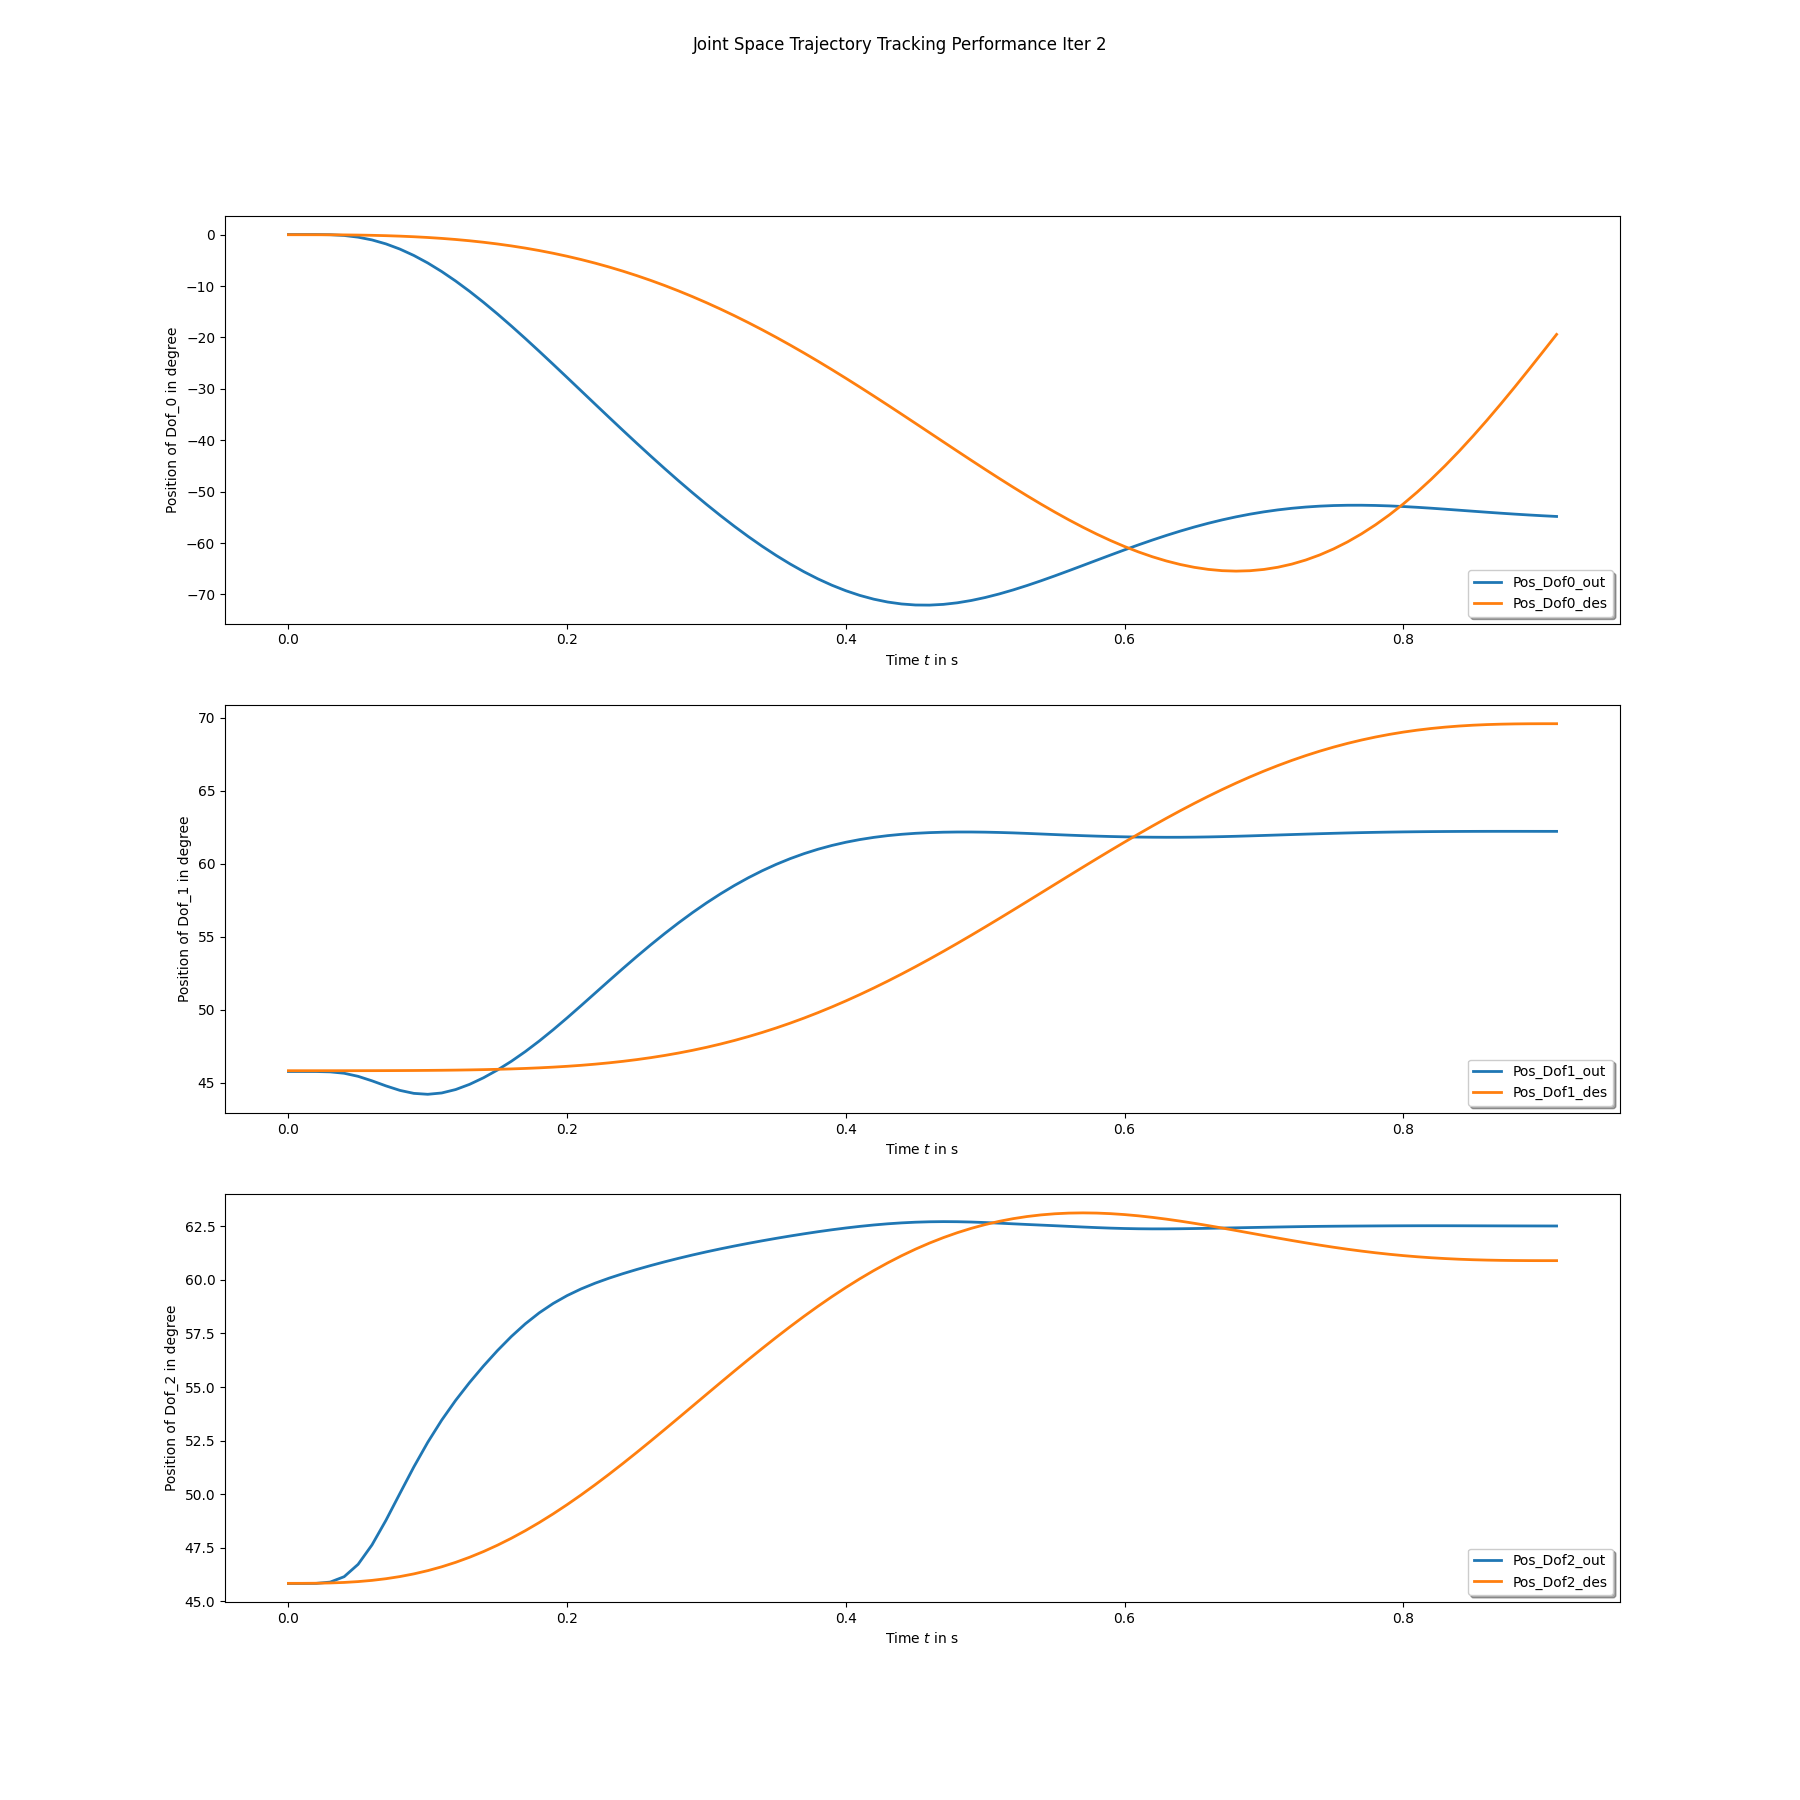 Joint Space Trajectory Tracking Performance Iter 2
0
−10
−20
−30
−40
−50
−60
−70
Position of Dof_0 in degree
Pos_Dof0_out
Pos_Dof0_des
0.0 0.2 0.4 0.6 0.8
Time t in s
70
65
60
55
50
45
Position of Dof_1 in degree
Pos_Dof1_out
Pos_Dof1_des
0.0 0.2 0.4 0.6 0.8
Time t in s
62.5
60.0
57.5
55.0
52.5
50.0
47.5
45.0
Position of Dof_2 in degree
Pos_Dof2_out
Pos_Dof2_des
0.0 0.2 0.4 0.6 0.8
Time t in s